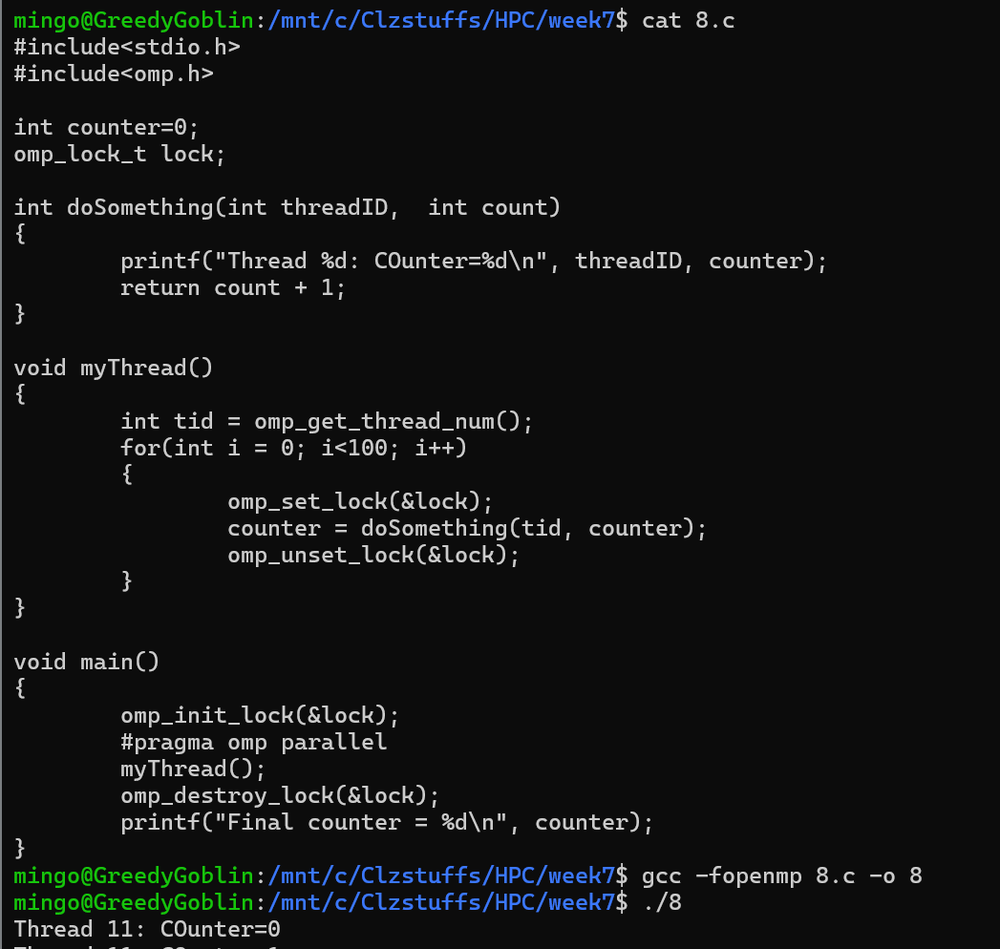 mingo@GreedyGoblin:/mnt/c/Clzstuffs/HPC/week7$ cat 8.c
#include<stdio.h>
#include<omp.h>

int counter=0;
omp_lock_t lock;

int doSomething(int threadID,  int count)
{
        printf("Thread %d: COunter=%d\n", threadID, counter);
        return count + 1;
}

void myThread()
{
        int tid = omp_get_thread_num();
        for(int i = 0; i<100; i++)
        {
                omp_set_lock(&lock);
                counter = doSomething(tid, counter);
                omp_unset_lock(&lock);
        }
}

void main()
{
        omp_init_lock(&lock);
        #pragma omp parallel
        myThread();
        omp_destroy_lock(&lock);
        printf("Final counter = %d\n", counter);
}
mingo@GreedyGoblin:/mnt/c/Clzstuffs/HPC/week7$ gcc -fopenmp 8.c -o 8
mingo@GreedyGoblin:/mnt/c/Clzstuffs/HPC/week7$ ./8
Thread 11: COunter=0